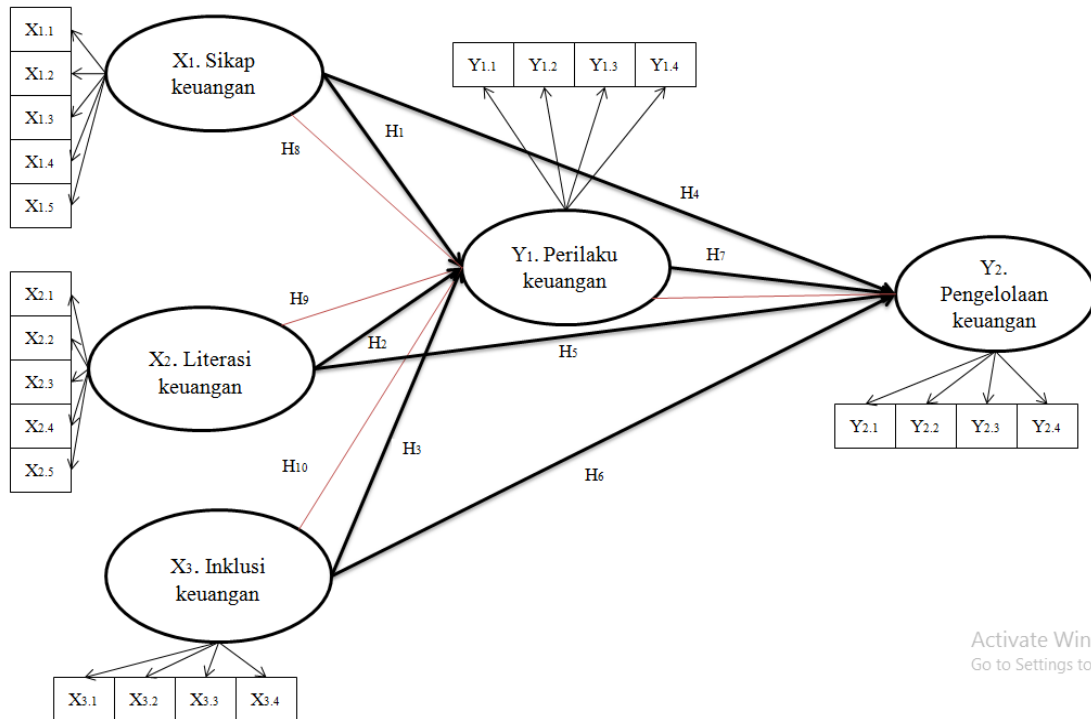 X1.1
X1.2
X1.3
X1.4
X1.5
X1. Sikap
keuangan
Y1.1 Y1.2 Y1.3 Y1.4
H1
H8
H4
Y1. Perilaku
keuangan
H7
Y2.
Pengelolaan
keuangan
X2.1
X2.2
X2.3
X2.4
X2.5
X2. Literasi
keuangan
H9
H2
H5
Y2.1 Y2.2 Y2.3 Y2.4
H3
H10
H6
X3. Inklusi
keuangan
X3.1 X3.2 X3.3 X3.4
Activate Win
Go to Settings to